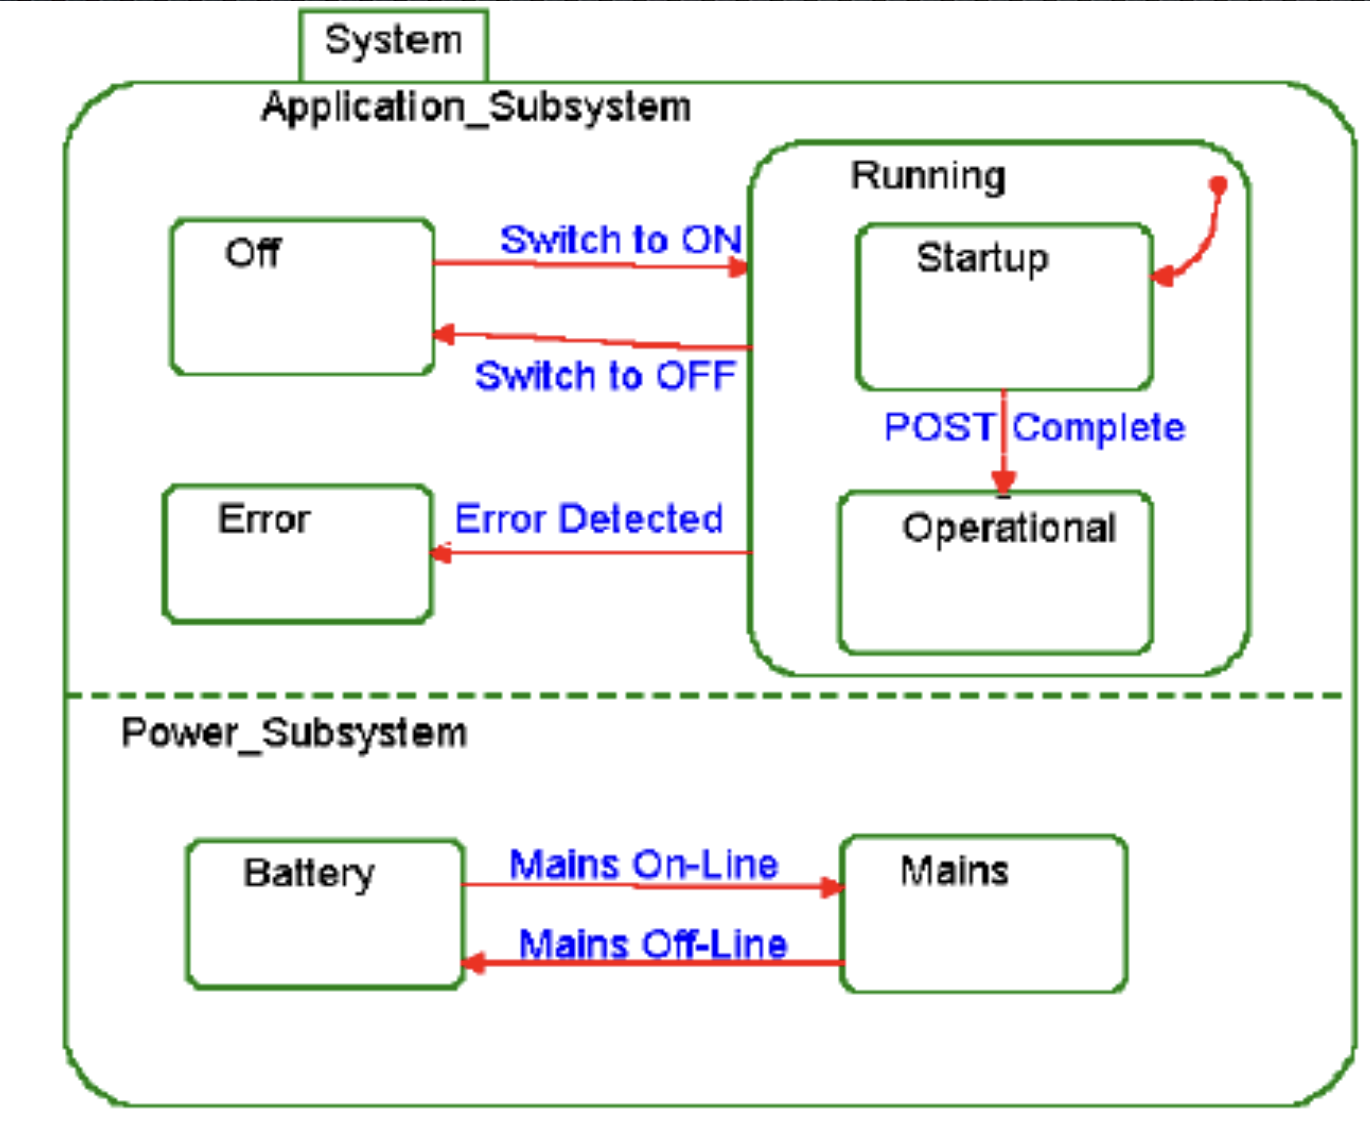 System
Application_Subsystem
Running
Off
Switch to ON
Startup
Switch to OFF
POST Complete
Error
Error Detected
Operational
Power_Subsystem
Battery
Mains On-Line
Mains
Mains Off-Line